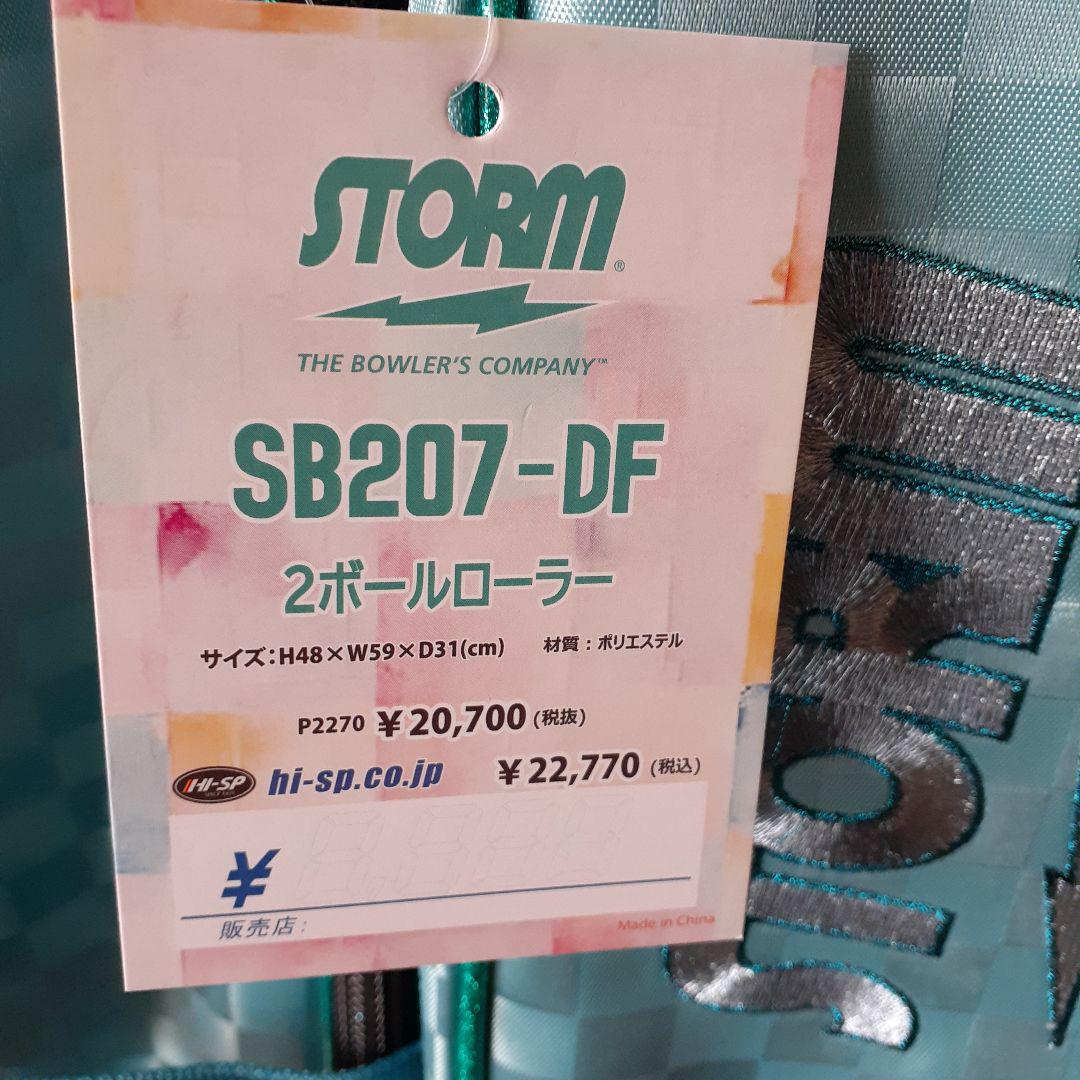 STORM®
THE BOWLER'S COMPANY™
SB207-DF
2ボールローラー
サイズ:H48×W59×D31(cm) 材質:ポリエステル
P2270 ¥20,700 (税抜)
HI-SP hi-sp.co.jp ¥22,770 (税込)
¥
販売店:
Made in China
STORM